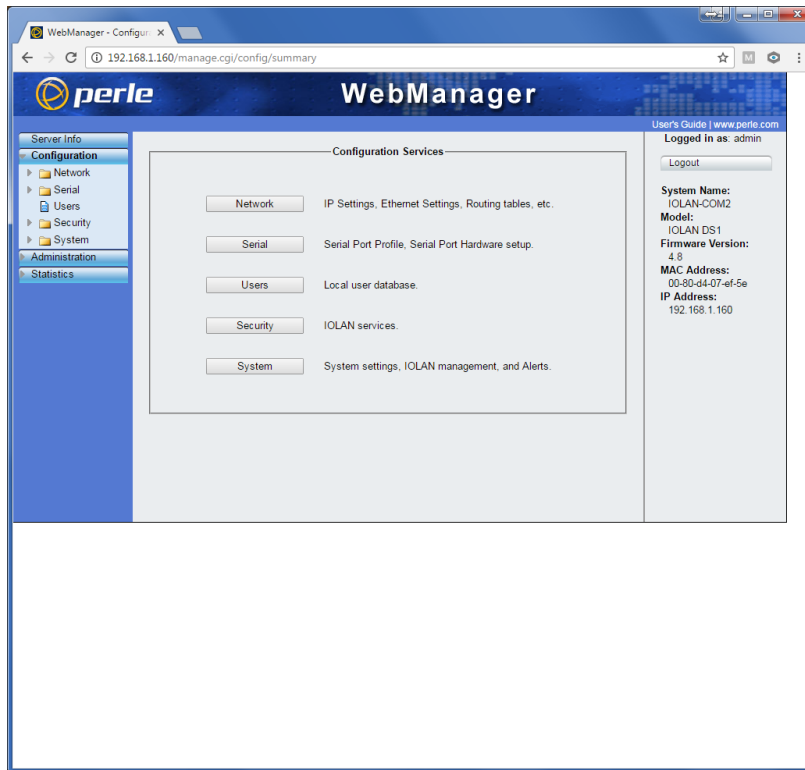 WebManager - Configur
192.168.1.160/manage.cgi/config/summary
perle
WebManager
User's Guide | www.perle.com
Server Info
Configuration
Network
Serial
Users
Security
System
Administration
Statistics
Configuration Services
Network IP Settings, Ethernet Settings, Routing tables, etc.
Serial Serial Port Profile, Serial Port Hardware setup.
Users Local user database.
Security IOLAN services.
System System settings, IOLAN management, and Alerts.
Logged in as: admin
Logout
System Name:
IOLAN-COM2
Model:
IOLAN DS1
Firmware Version:
4.8
MAC Address:
00-80-d4-07-ef-5e
IP Address:
192.168.1.160